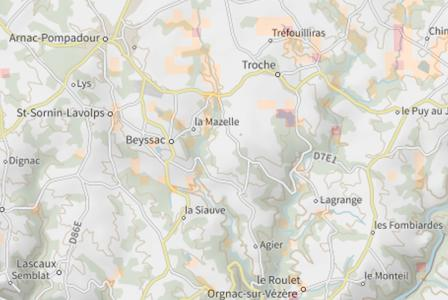 Arnac-Pompadour
Tréfouilliras
Troche
Lys
St-Sornin-Lavolps
la Mazelle
le Puy au
Beyssac
D7E1
Dignac
Lagrange
la Siauve
les Fombiardes
D86E
Agier
Lascaux
Semblat
le Roulet
le Monteil
Orgnac-sur-Vézère